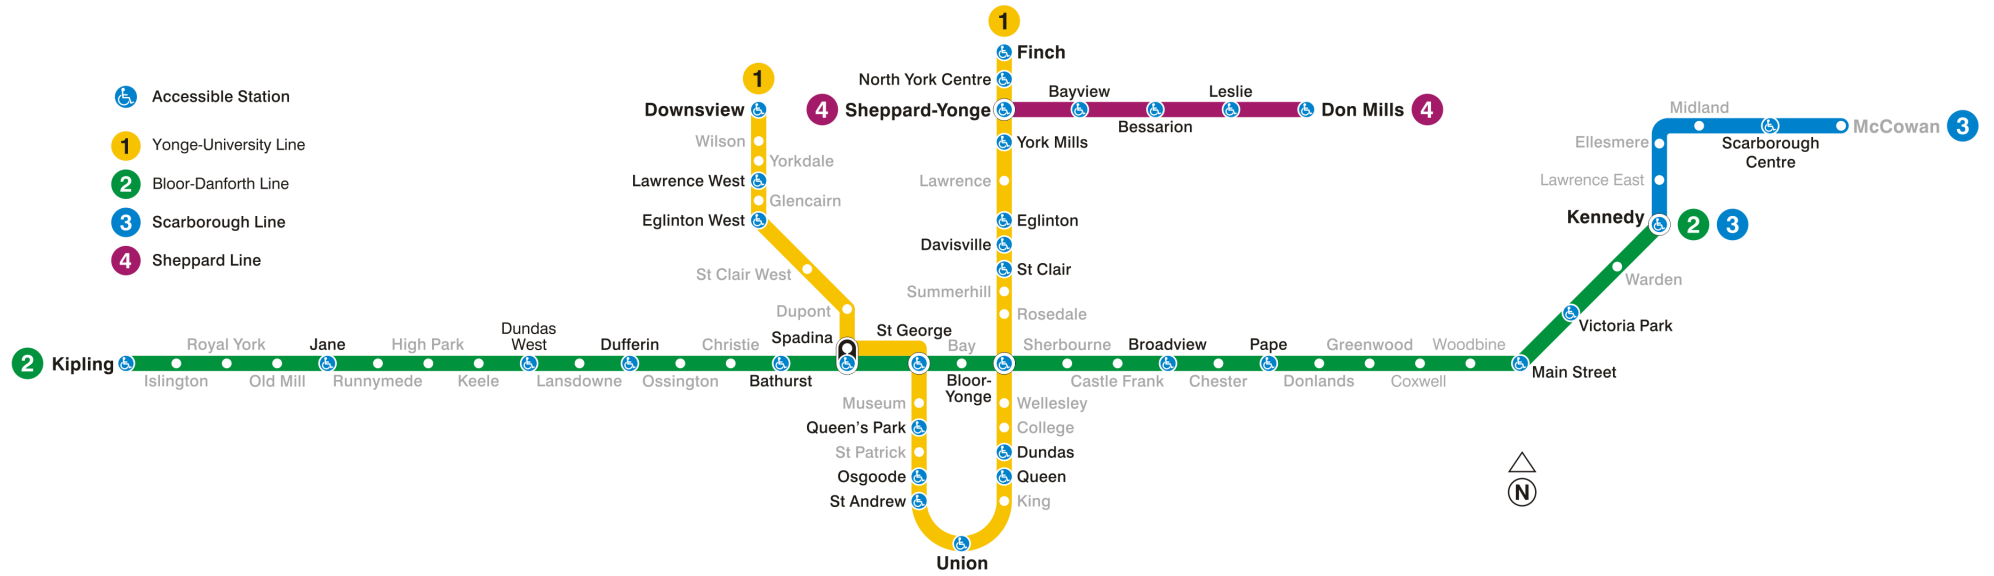 1
Finch
North York Centre
1
Downsview
4
Sheppard-Yonge
Bayview
Bessarion
Leslie
Don Mills
4
Accessible Station
1
Yonge-University Line
2
Bloor-Danforth Line
3
Scarborough Line
4
Sheppard Line
Wilson
Yorkdale
Lawrence West
Glencairn
Eglinton West
St Clair West
Dupont
Spadina
St George
York Mills
Lawrence
Eglinton
Davisville
St Clair
Summerhill
Rosedale
Midland
McCowan
3
Scarborough
Centre
Ellesmere
Lawrence East
Kennedy
2
3
Warden
Victoria Park
Main Street
2
Kipling
Islington
Royal York
Old Mill
Jane
Runnymede
High Park
Keele
Dundas
West
Lansdowne
Dufferin
Ossington
Christie
Bathurst
Bay
Bloor-
Yonge
Sherbourne
Castle Frank
Broadview
Chester
Pape
Donlands
Greenwood
Coxwell
Woodbine
Museum
Queen's Park
St Patrick
Osgoode
St Andrew
Union
Wellesley
College
Dundas
Queen
King
N